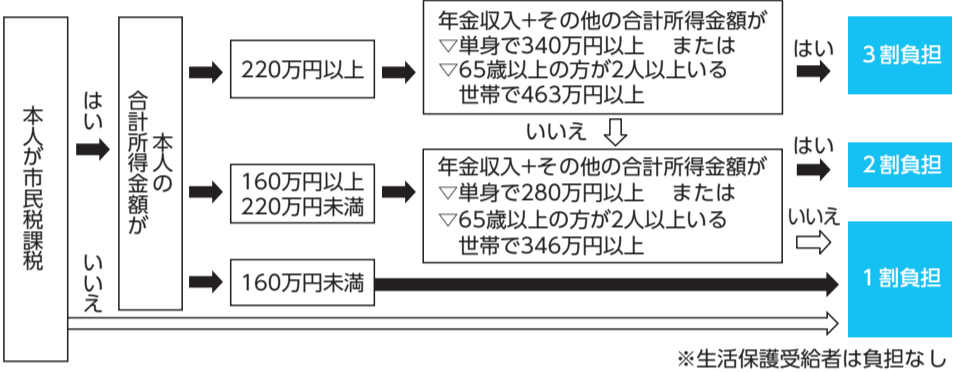 本人が市民税課税
はい
いいえ
本人の
合計所得金額が
220万円以上
年金収入+その他の合計所得金額が
▽単身で340万円以上　または
▽65歳以上の方が2人以上いる
世帯で463万円以上
はい
3割負担
いいえ
160万円以上
220万円未満
年金収入+その他の合計所得金額が
▽単身で280万円以上　または
▽65歳以上の方が2人以上いる
世帯で346万円以上
はい
2割負担
いいえ
160万円未満
1割負担
※生活保護受給者は負担なし